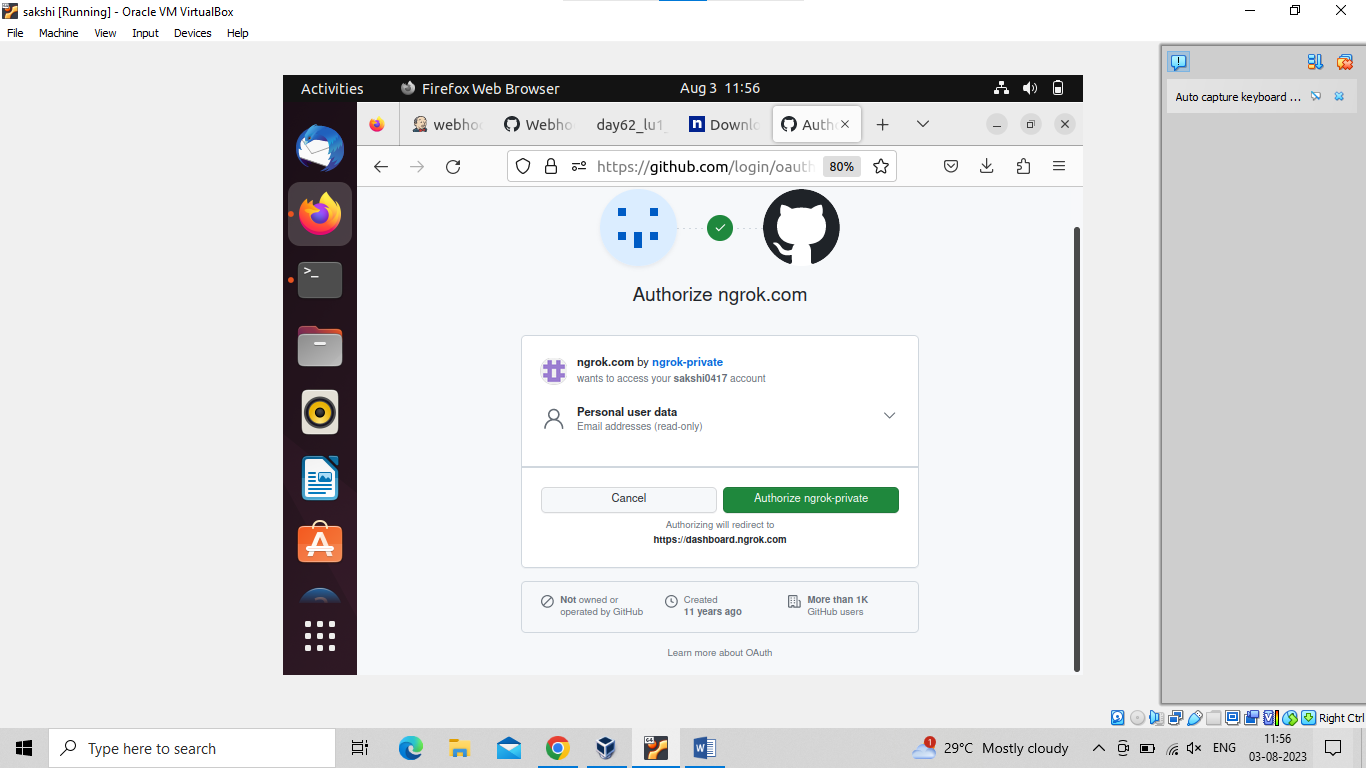 sakshi [Running] - Oracle VM VirtualBox
File Machine View Input Devices Help
Auto capture keyboard ...
Activities Firefox Web Browser Aug 3 11:56
webho Webho day62_lu1_ Downlo Autho
https://github.com/login/oauth 80%
Authorize ngrok.com
ngrok.com by ngrok-private
wants to access your sakshi0417 account
Personal user data
Email addresses (read-only)
Cancel Authorize ngrok-private
Authorizing will redirect to
https://dashboard.ngrok.com
Not owned or operated by GitHub
Created 11 years ago
More than 1K GitHub users
Learn more about OAuth
Right Ctrl
Type here to search
1
29°C Mostly cloudy
ENG
11:56
03-08-2023